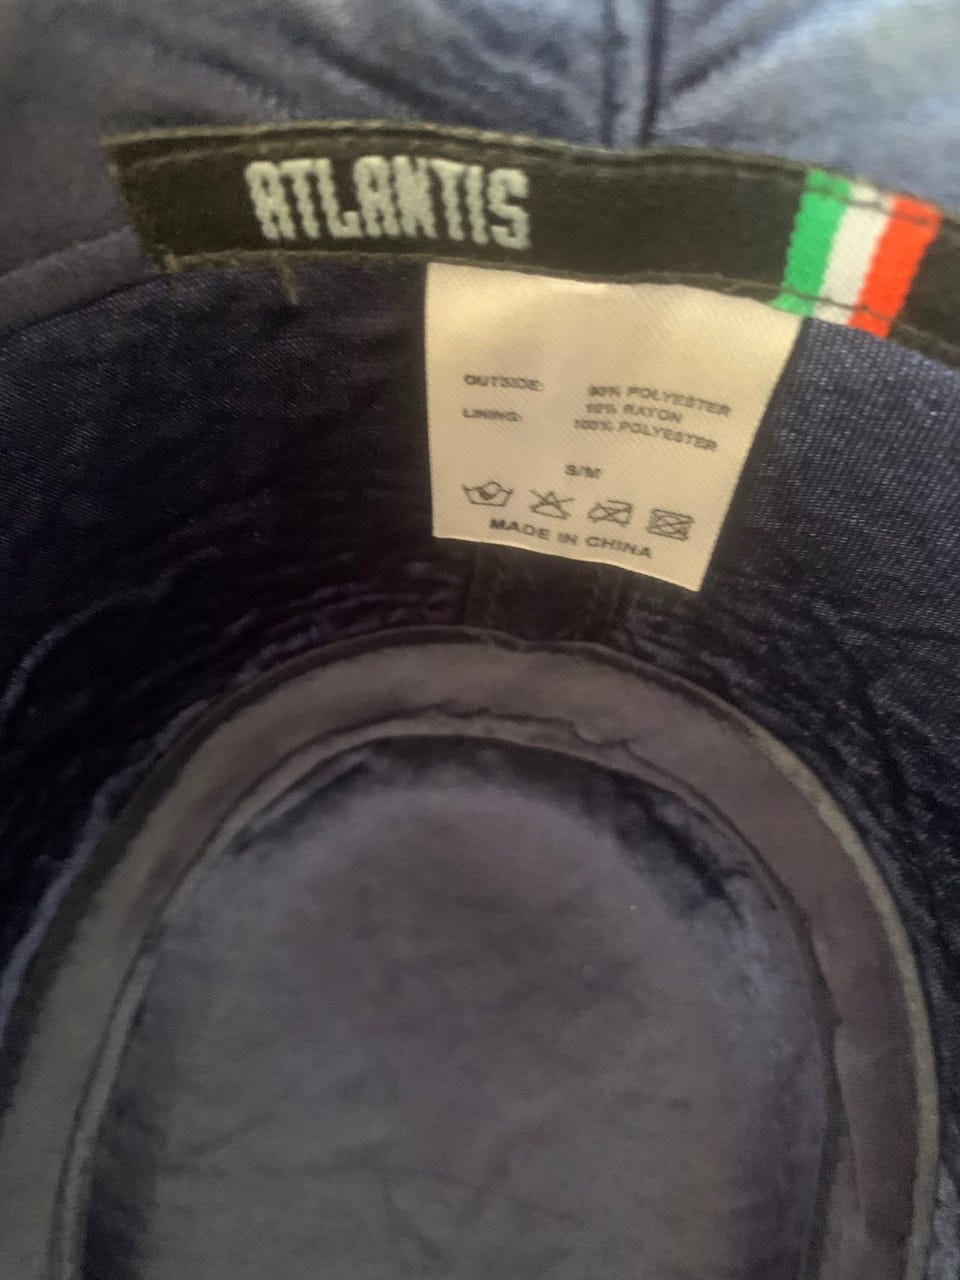 ATLANTIS
OUTSIDE: 90% POLYESTER
10% RAYON
LINING: 100% POLYESTER
S/M
MADE IN CHINA